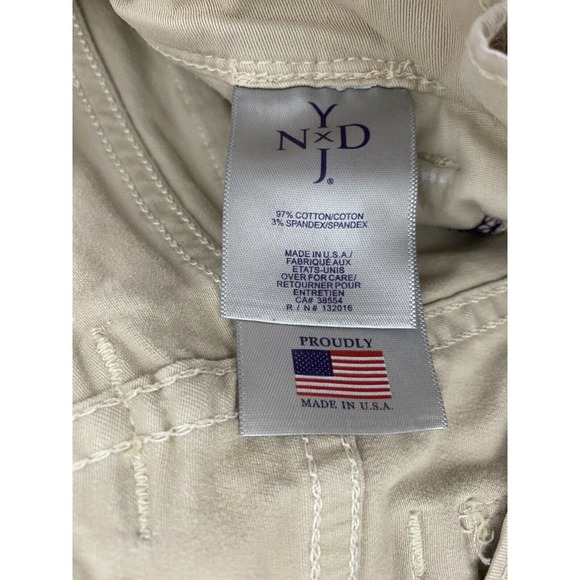 Y
N x D
J®
97% COTTON/COTON
3% SPANDEX/SPANDEX
MADE IN U.S.A./
FABRIQUÉ AUX
ETATS-UNIS
OVER FOR CARE/
RETOURNER POUR
ENTRETIEN
CA# 38554
R / N # 132016
PROUDLY
MADE IN U.S.A.